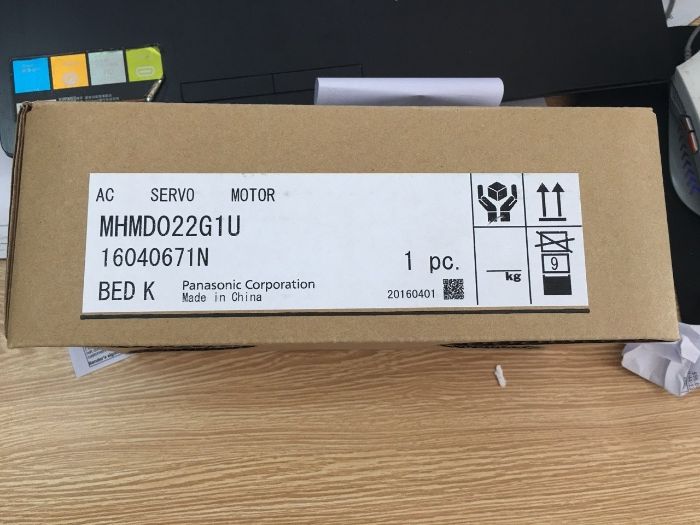 AC SERVO MOTOR
MHMD022G1U
16040671N
1 pc.
BED K
Panasonic Corporation
Made in China
20160401
kg
9